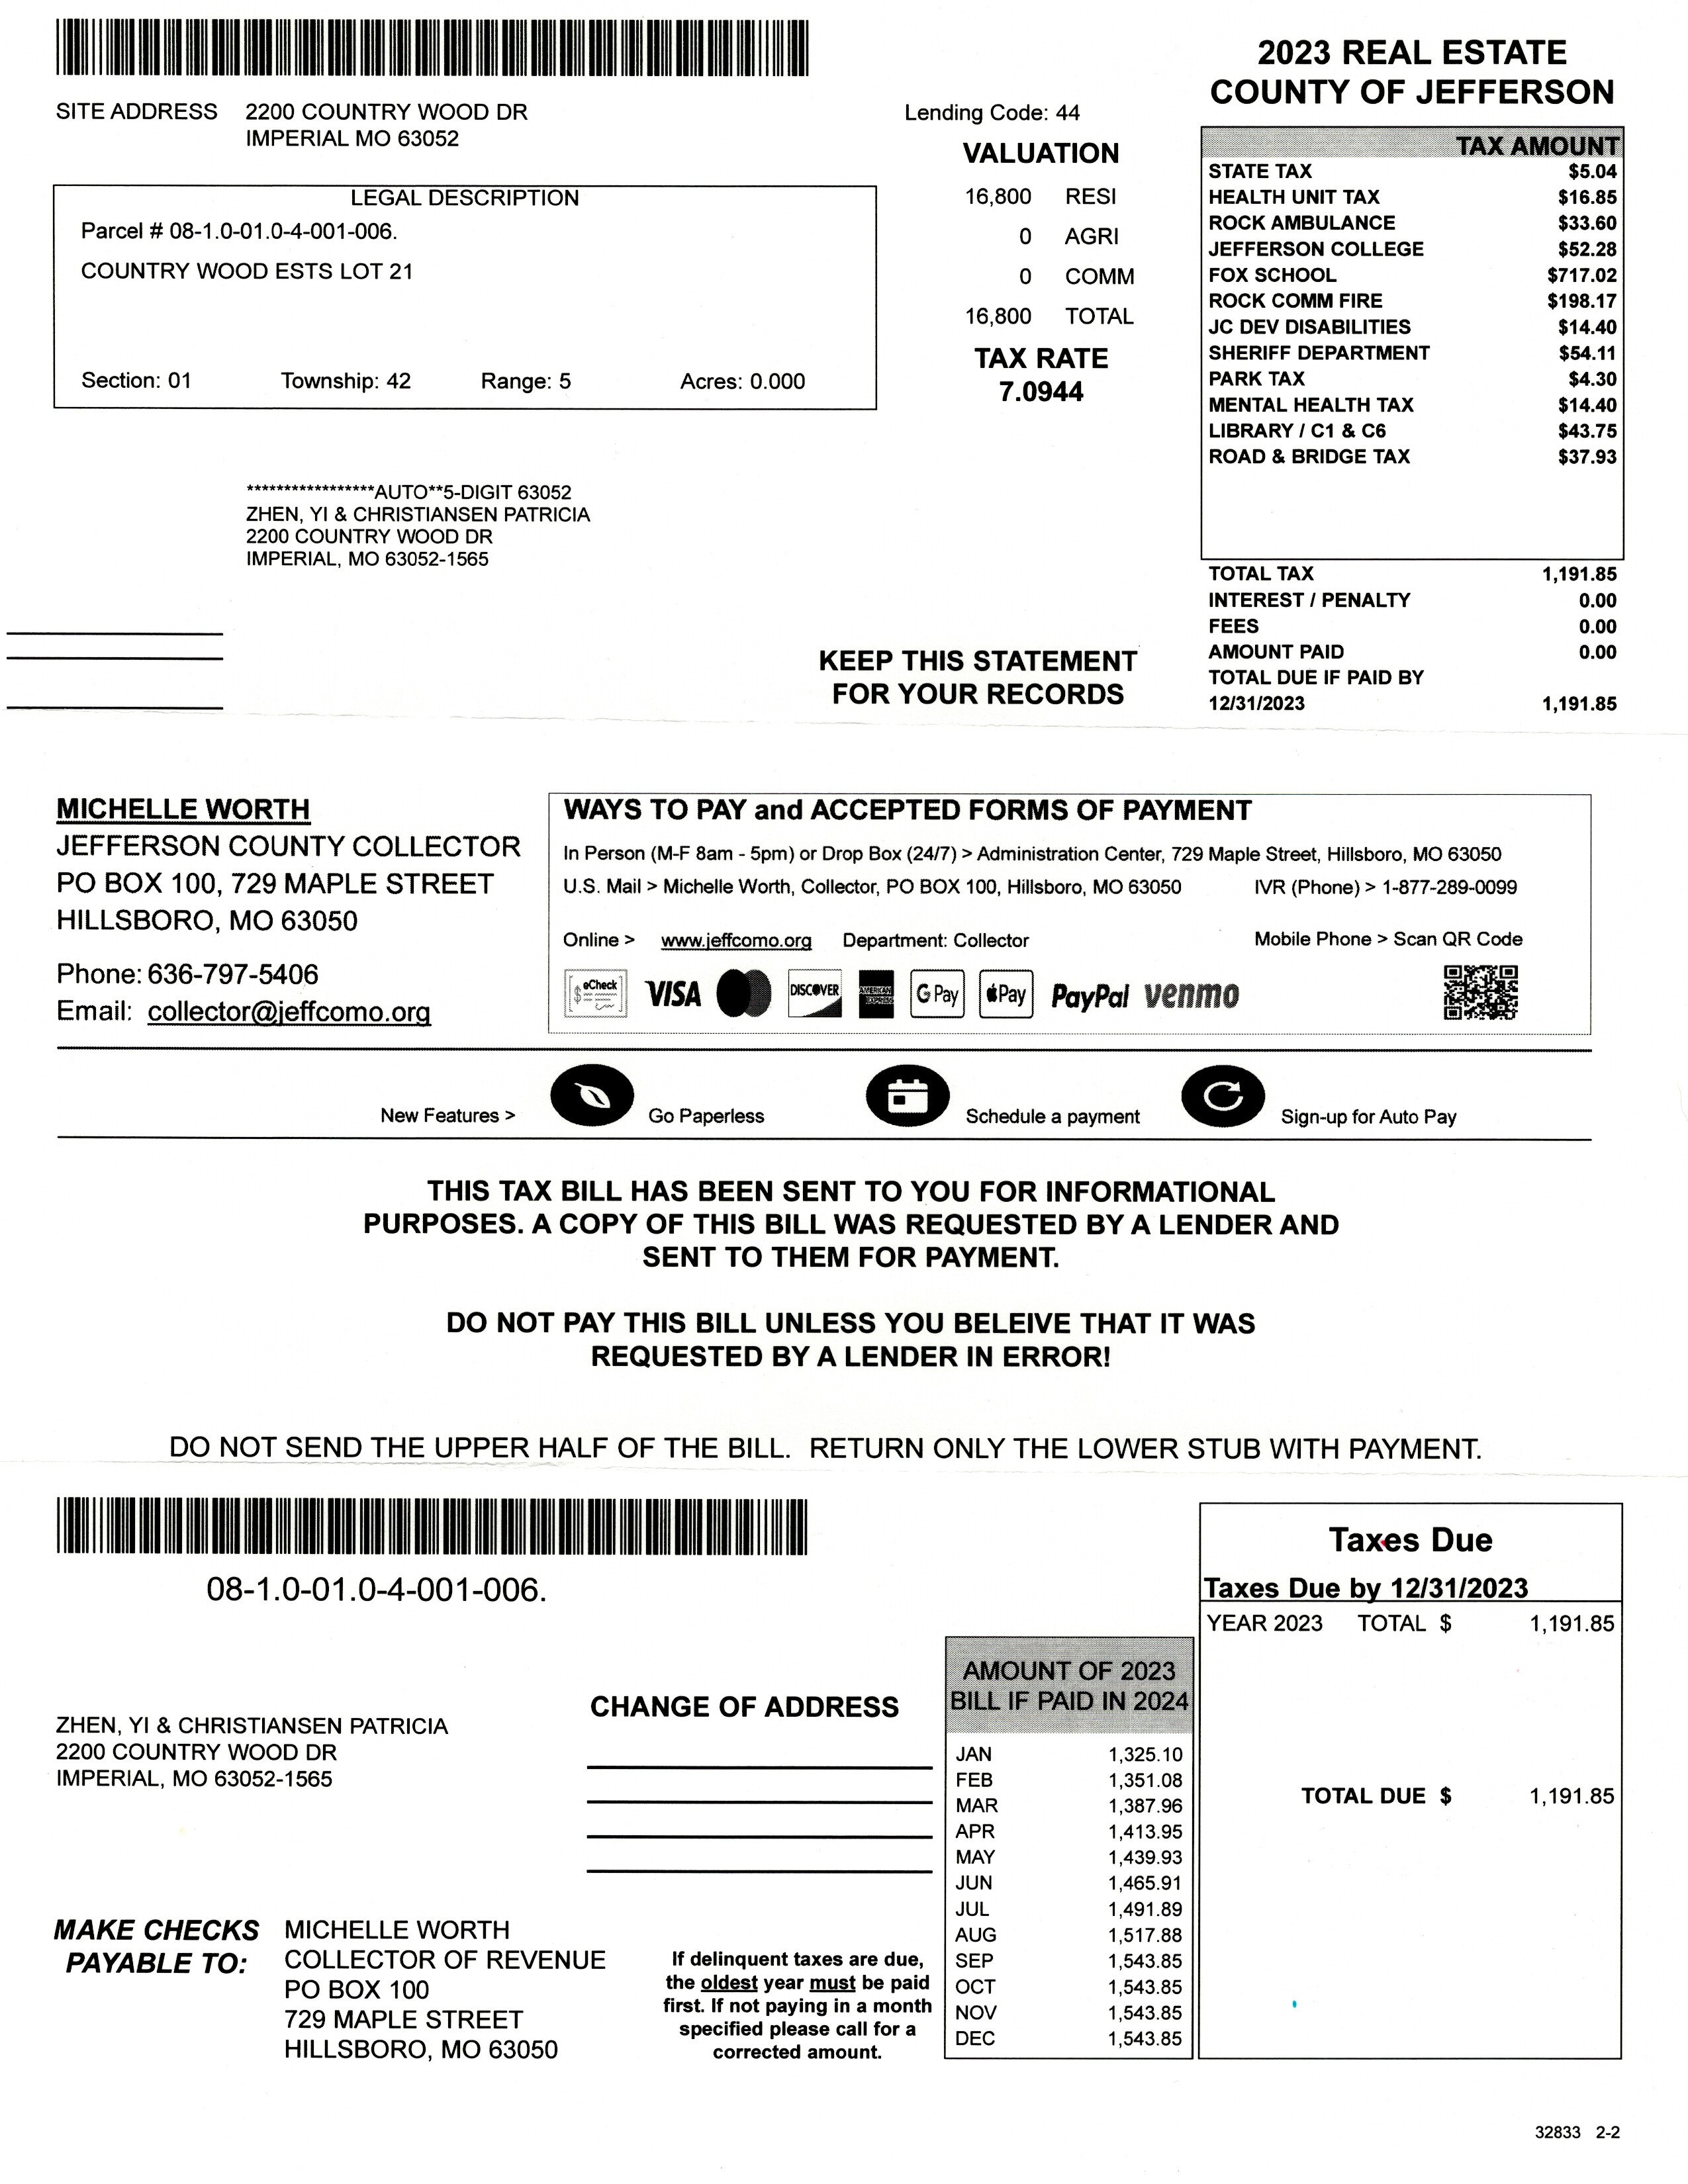 2023 REAL ESTATE
COUNTY OF JEFFERSON
SITE ADDRESS 2200 COUNTRY WOOD DR
IMPERIAL MO 63052
Lending Code: 44
LEGAL DESCRIPTION
Parcel # 08-1.0-01.0-4-001-006.
COUNTRY WOOD ESTS LOT 21
Section: 01 Township: 42 Range: 5 Acres: 0.000
VALUATION
16,800 RESI
0 AGRI
0 COMM
16,800 TOTAL
TAX RATE
7.0944
TAX AMOUNT
STATE TAX $5.04
HEALTH UNIT TAX $16.85
ROCK AMBULANCE $33.60
JEFFERSON COLLEGE $52.28
FOX SCHOOL $717.02
ROCK COMM FIRE $198.17
JC DEV DISABILITIES $14.40
SHERIFF DEPARTMENT $54.11
PARK TAX $4.30
MENTAL HEALTH TAX $14.40
LIBRARY / C1 & C6 $43.75
ROAD & BRIDGE TAX $37.93
TOTAL TAX 1,191.85
INTEREST / PENALTY 0.00
FEES 0.00
AMOUNT PAID 0.00
TOTAL DUE IF PAID BY
12/31/2023 1,191.85
*****************AUTO**5-DIGIT 63052
ZHEN, YI & CHRISTIANSEN PATRICIA
2200 COUNTRY WOOD DR
IMPERIAL, MO 63052-1565
KEEP THIS STATEMENT
FOR YOUR RECORDS
MICHELLE WORTH
JEFFERSON COUNTY COLLECTOR
PO BOX 100, 729 MAPLE STREET
HILLSBORO, MO 63050
Phone: 636-797-5406
Email: collector@jeffcomo.org
WAYS TO PAY and ACCEPTED FORMS OF PAYMENT
In Person (M-F 8am - 5pm) or Drop Box (24/7) > Administration Center, 729 Maple Street, Hillsboro, MO 63050
U.S. Mail > Michelle Worth, Collector, PO BOX 100, Hillsboro, MO 63050 IVR (Phone) > 1-877-289-0099
Online > www.jeffcomo.org Department: Collector Mobile Phone > Scan QR Code
$ eCheck VISA DISCOVER AMERICAN EXPRESS G Pay Pay PayPal venmo
New Features > Go Paperless Schedule a payment Sign-up for Auto Pay
THIS TAX BILL HAS BEEN SENT TO YOU FOR INFORMATIONAL
PURPOSES. A COPY OF THIS BILL WAS REQUESTED BY A LENDER AND
SENT TO THEM FOR PAYMENT.
DO NOT PAY THIS BILL UNLESS YOU BELEIVE THAT IT WAS
REQUESTED BY A LENDER IN ERROR!
DO NOT SEND THE UPPER HALF OF THE BILL. RETURN ONLY THE LOWER STUB WITH PAYMENT.
08-1.0-01.0-4-001-006.
ZHEN, YI & CHRISTIANSEN PATRICIA
2200 COUNTRY WOOD DR
IMPERIAL, MO 63052-1565
CHANGE OF ADDRESS
MAKE CHECKS
PAYABLE TO:
MICHELLE WORTH
COLLECTOR OF REVENUE
PO BOX 100
729 MAPLE STREET
HILLSBORO, MO 63050
If delinquent taxes are due,
the oldest year must be paid
first. If not paying in a month
specified please call for a
corrected amount.
AMOUNT OF 2023
BILL IF PAID IN 2024
JAN 1,325.10
FEB 1,351.08
MAR 1,387.96
APR 1,413.95
MAY 1,439.93
JUN 1,465.91
JUL 1,491.89
AUG 1,517.88
SEP 1,543.85
OCT 1,543.85
NOV 1,543.85
DEC 1,543.85
Taxes Due
Taxes Due by 12/31/2023
YEAR 2023 TOTAL $ 1,191.85
TOTAL DUE $ 1,191.85
32833 2-2